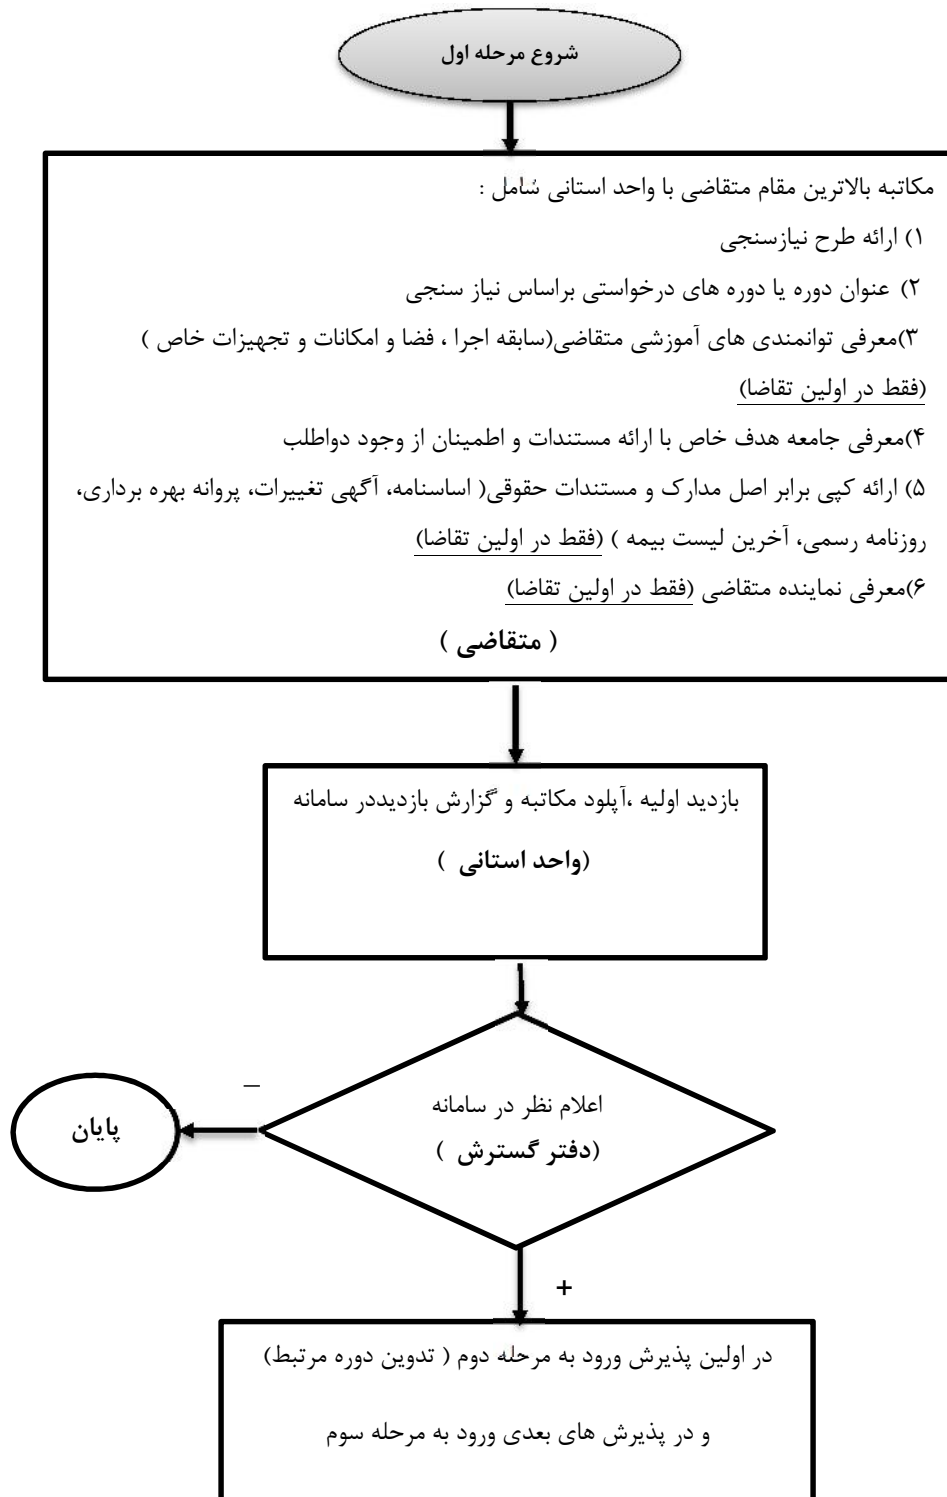 شروع مرحله اول
مکاتبه بالاترین مقام متقاضی با واحد استانی شامل :
۱) ارائه طرح نیازسنجی
۲) عنوان دوره یا دوره های درخواستی براساس نیاز سنجی
۳)معرفی توانمندی های آموزشی متقاضی(سابقه اجرا ، فضا و امکانات و تجهیزات خاص )
(فقط در اولین تقاضا)
۴)معرفی جامعه هدف خاص با ارائه مستندات و اطمینان از وجود دواطلب
۵) ارائه کپی برابر اصل مدارک و مستندات حقوقی( اساسنامه، آگهی تغییرات، پروانه بهره برداری،
روزنامه رسمی، آخرین لیست بیمه ) (فقط در اولین تقاضا)
۶)معرفی نماینده متقاضی (فقط در اولین تقاضا)
( متقاضی )
بازدید اولیه ،آپلود مکاتبه و گزارش بازدیددر سامانه
(واحد استانی )
–
اعلام نظر در سامانه
(دفتر گسترش )
پایان
+
در اولین پذیرش ورود به مرحله دوم ( تدوین دوره مرتبط)
و در پذیرش های بعدی ورود به مرحله سوم